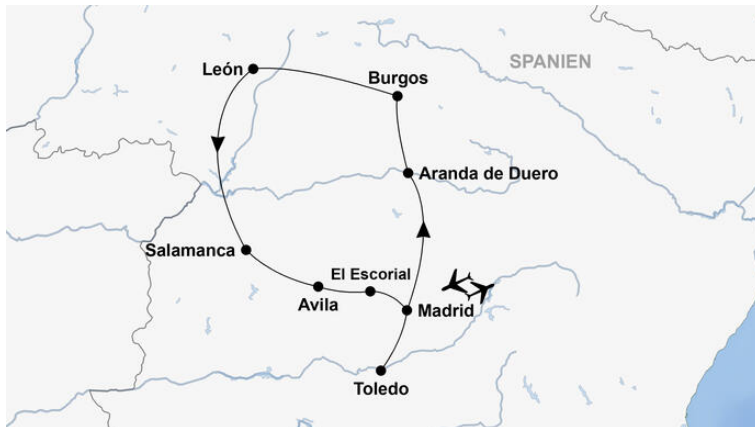 SPANIEN
León
Burgos
Aranda de Duero
Salamanca
El Escorial
Avila
Madrid
Toledo